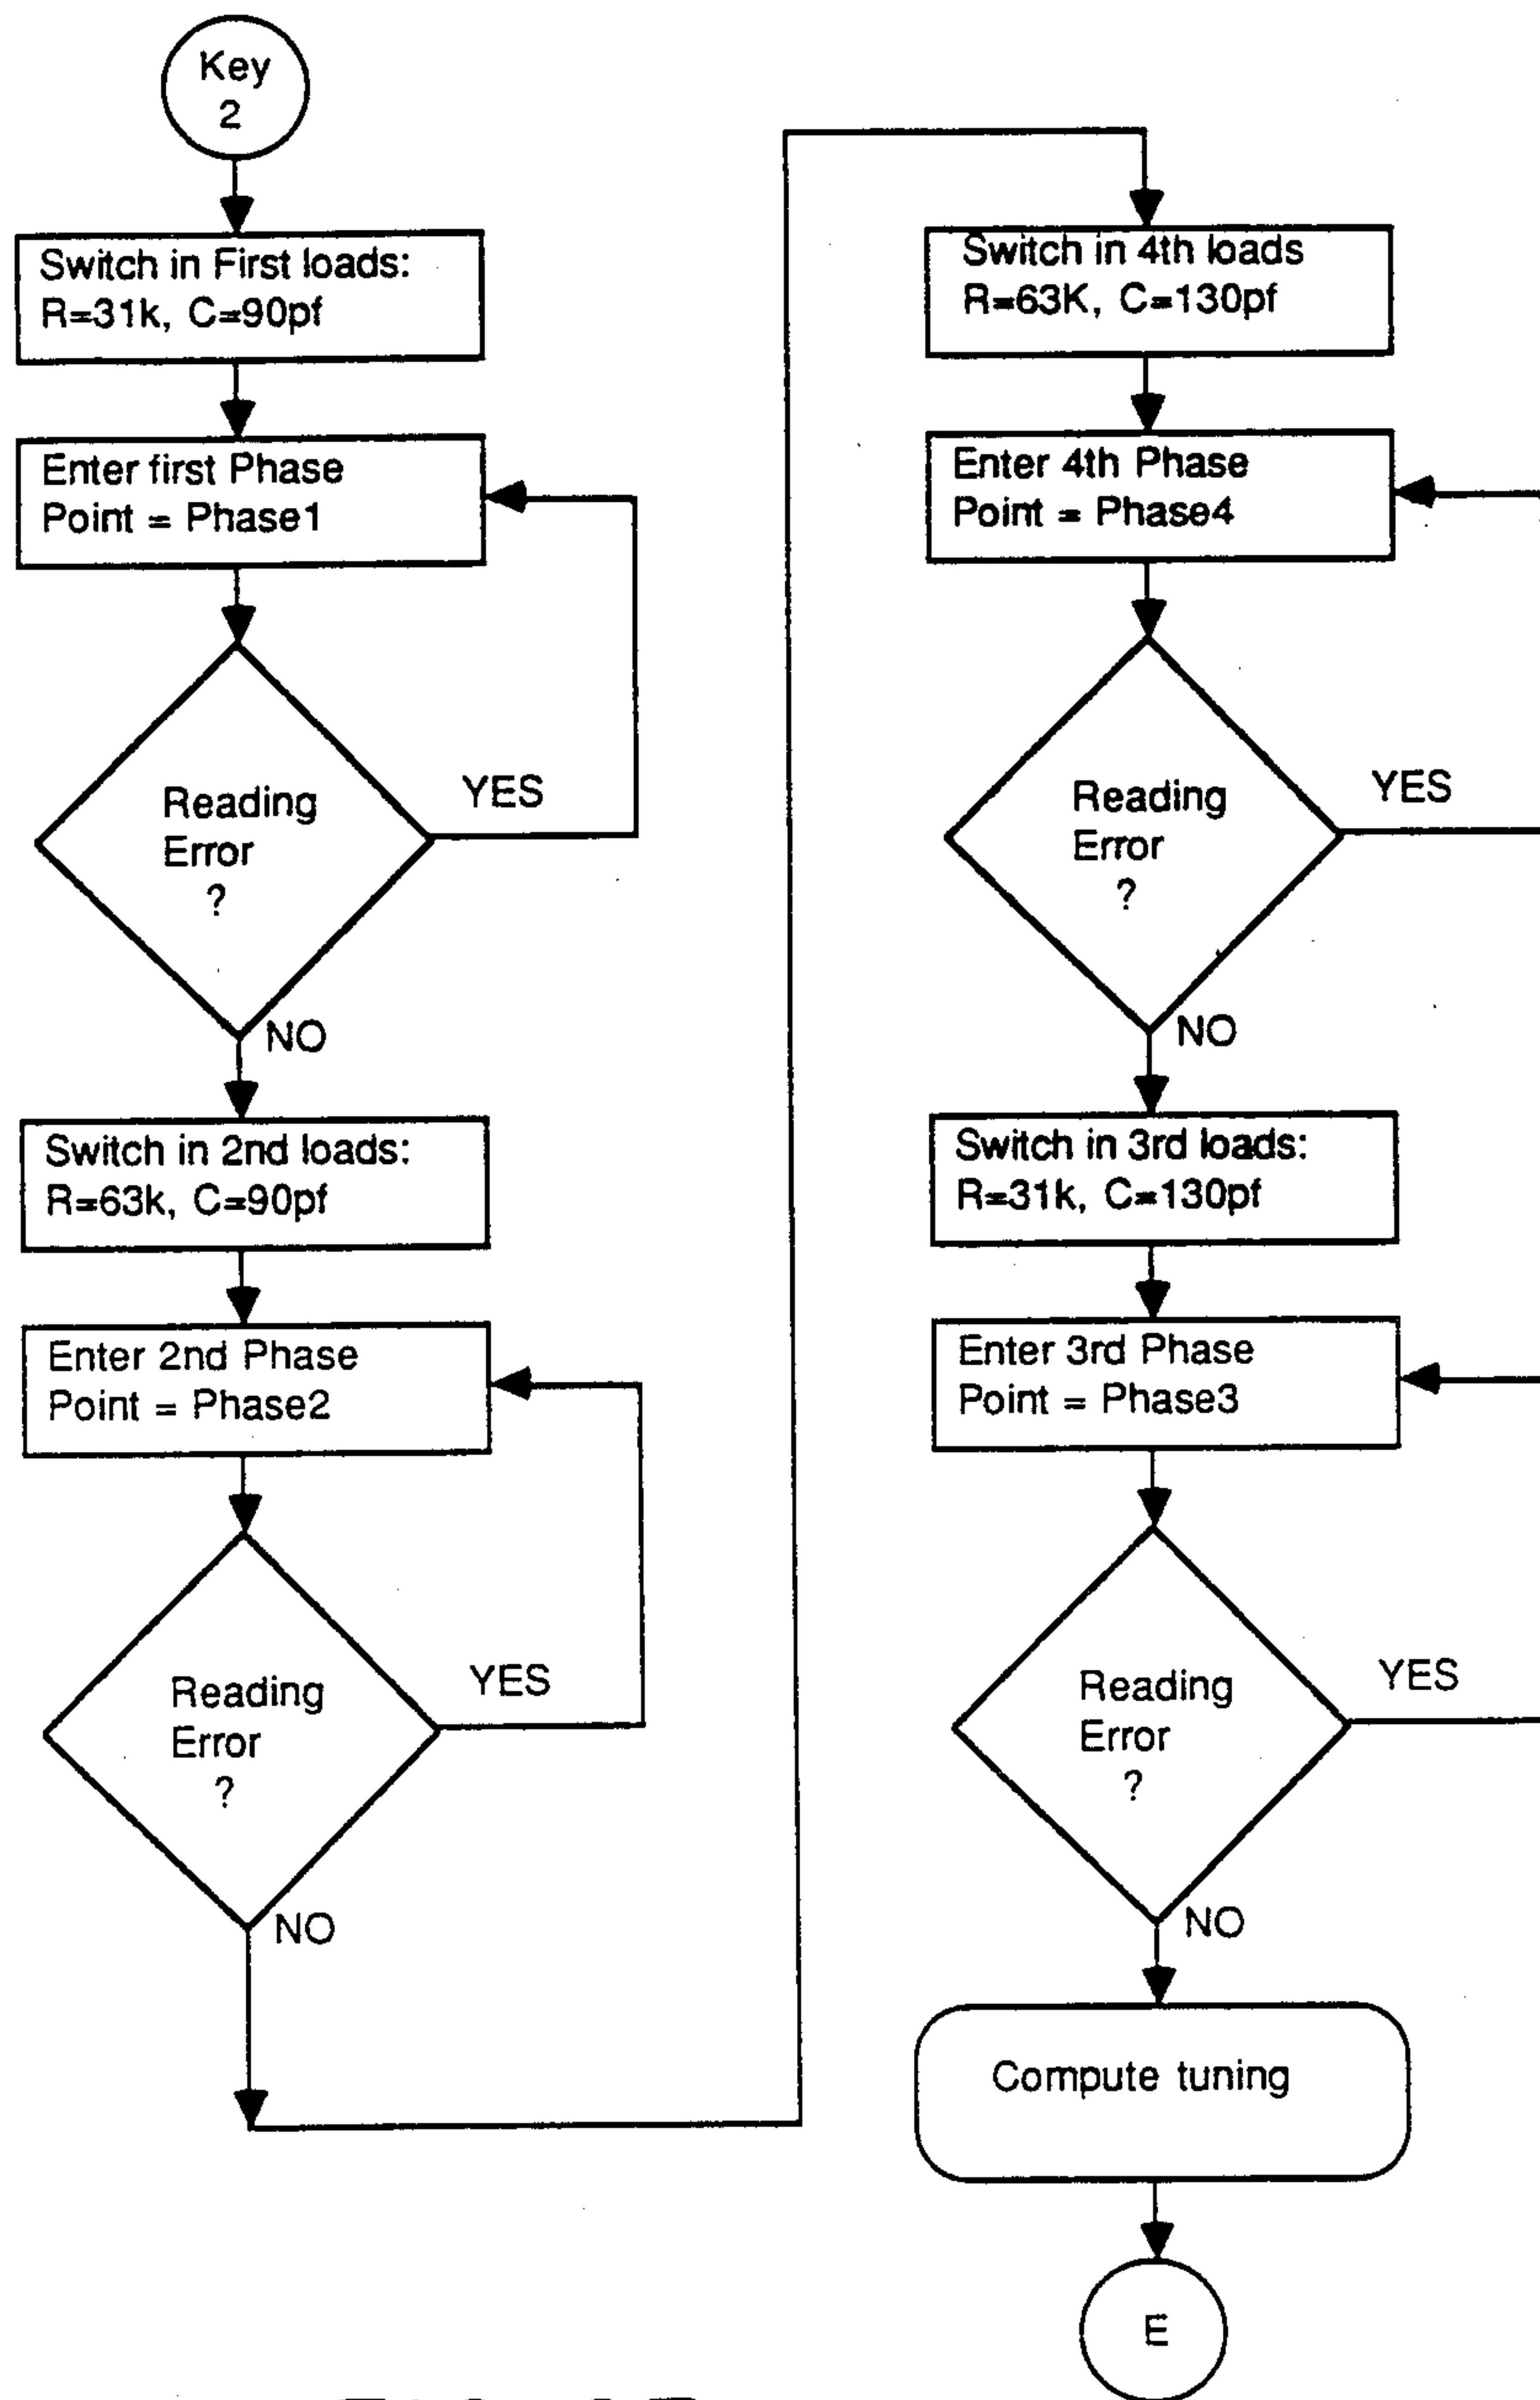 Key
2
Switch in First loads:
R=31k, C=90pf
Enter first Phase
Point = Phase1
Reading
Error
?
YES
NO
Switch in 2nd loads:
R=63k, C=90pf
Enter 2nd Phase
Point = Phase2
Reading
Error
?
YES
NO
Switch in 4th loads
R=63K, C=130pf
Enter 4th Phase
Point = Phase4
Reading
Error
?
YES
NO
Switch in 3rd loads:
R=31k, C=130pf
Enter 3rd Phase
Point = Phase3
Reading
Error
?
YES
NO
Compute tuning
E